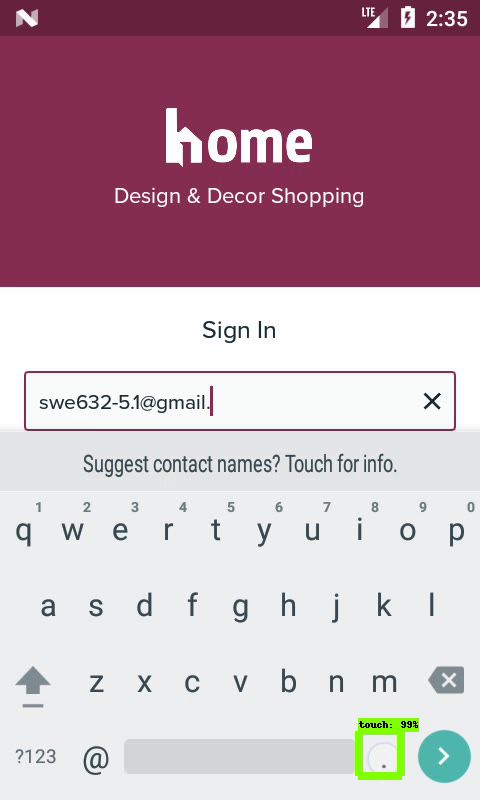 LTE 2:35
home
Design & Decor Shopping
Sign In
swe632-5.1@gmail.
Suggest contact names? Touch for info.
1 2 3 4 5 6 7 8 9 0
q w e r t y u i o p
a s d f g h j k l
z x c v b n m
touch: 99%
?123 @ .